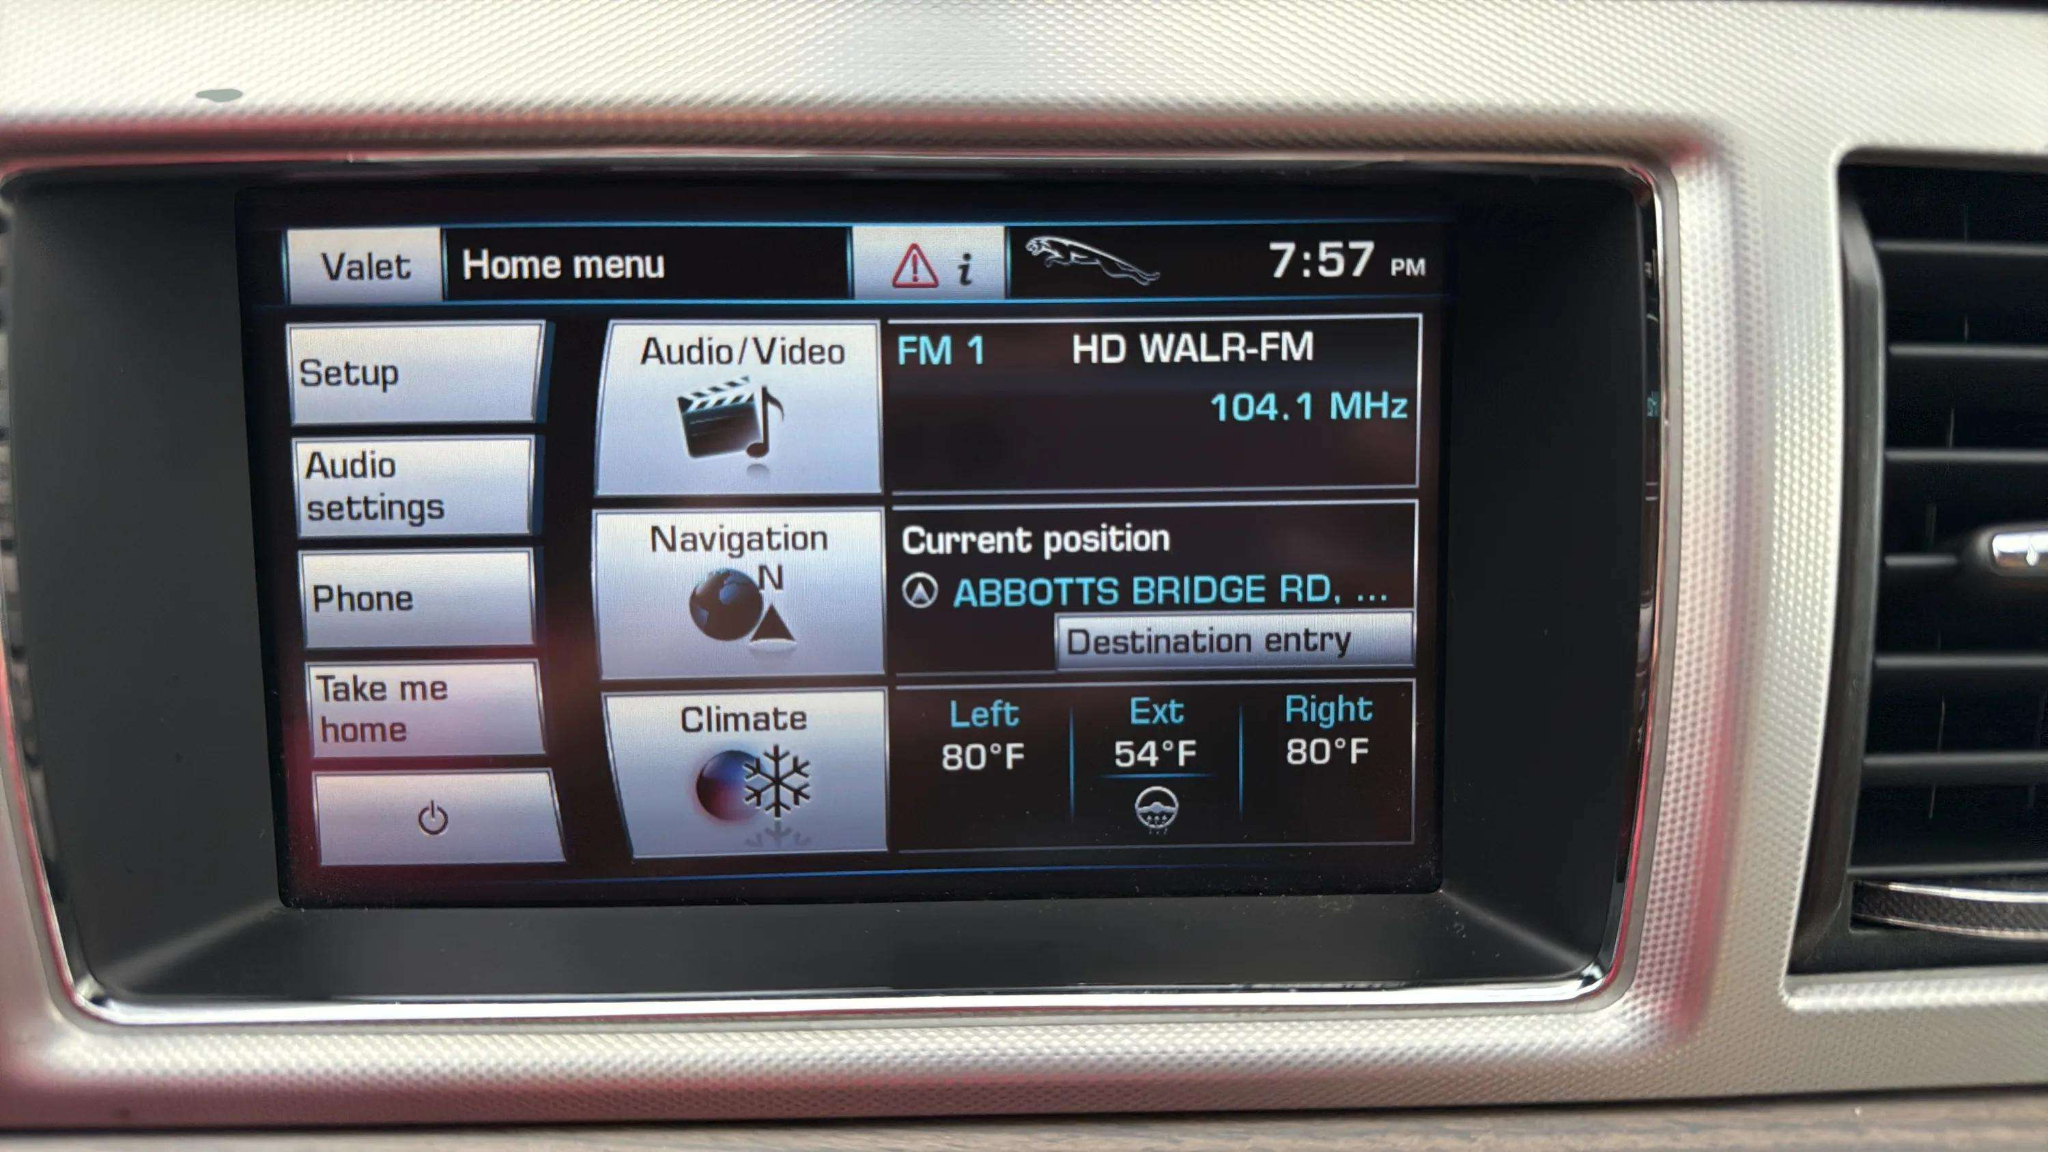 Valet
Home menu
i
7:57 PM
Setup
Audio
settings
Phone
Take me
home
Audio/Video
FM 1 HD WALR-FM
104.1 MHz
Navigation
N
Current position
ABBOTTS BRIDGE RD, ...
Destination entry
Climate
Left Ext Right
80°F 54°F 80°F